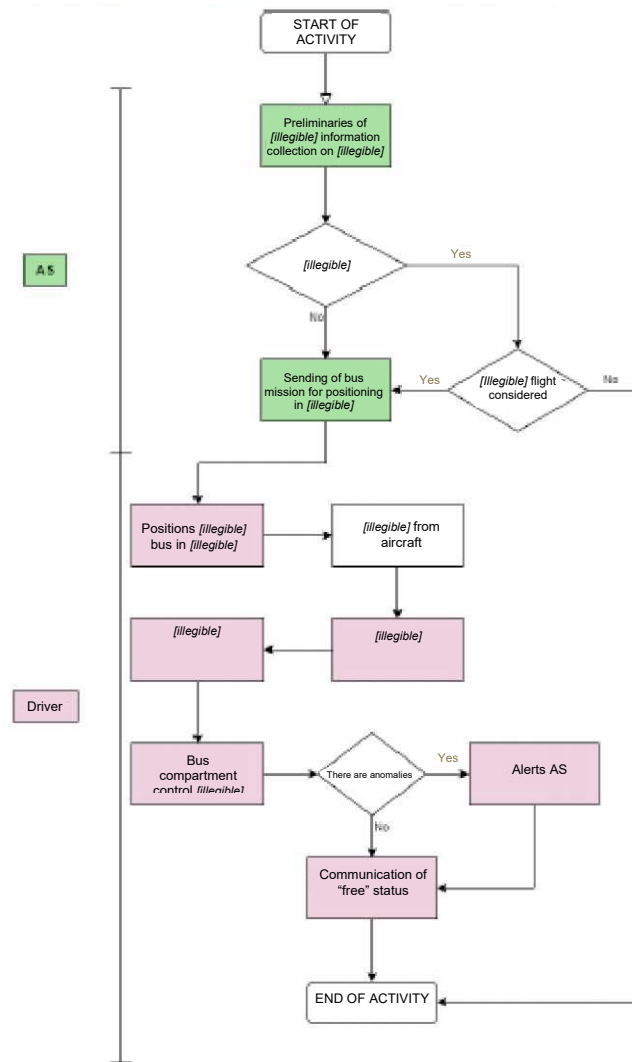 START OF
ACTIVITY
Preliminaries of
[illegible] information
collection on [illegible]
[illegible]
Yes
No
AS
Sending of bus
mission for positioning
in [illegible]
Yes
[Illegible] flight
considered
No
Positions [illegible]
bus in [illegible]
[illegible] from
aircraft
[illegible]
[illegible]
Driver
Bus
compartment
control [illegible]
There are anomalies
Yes
Alerts AS
No
Communication of
“free” status
END OF ACTIVITY